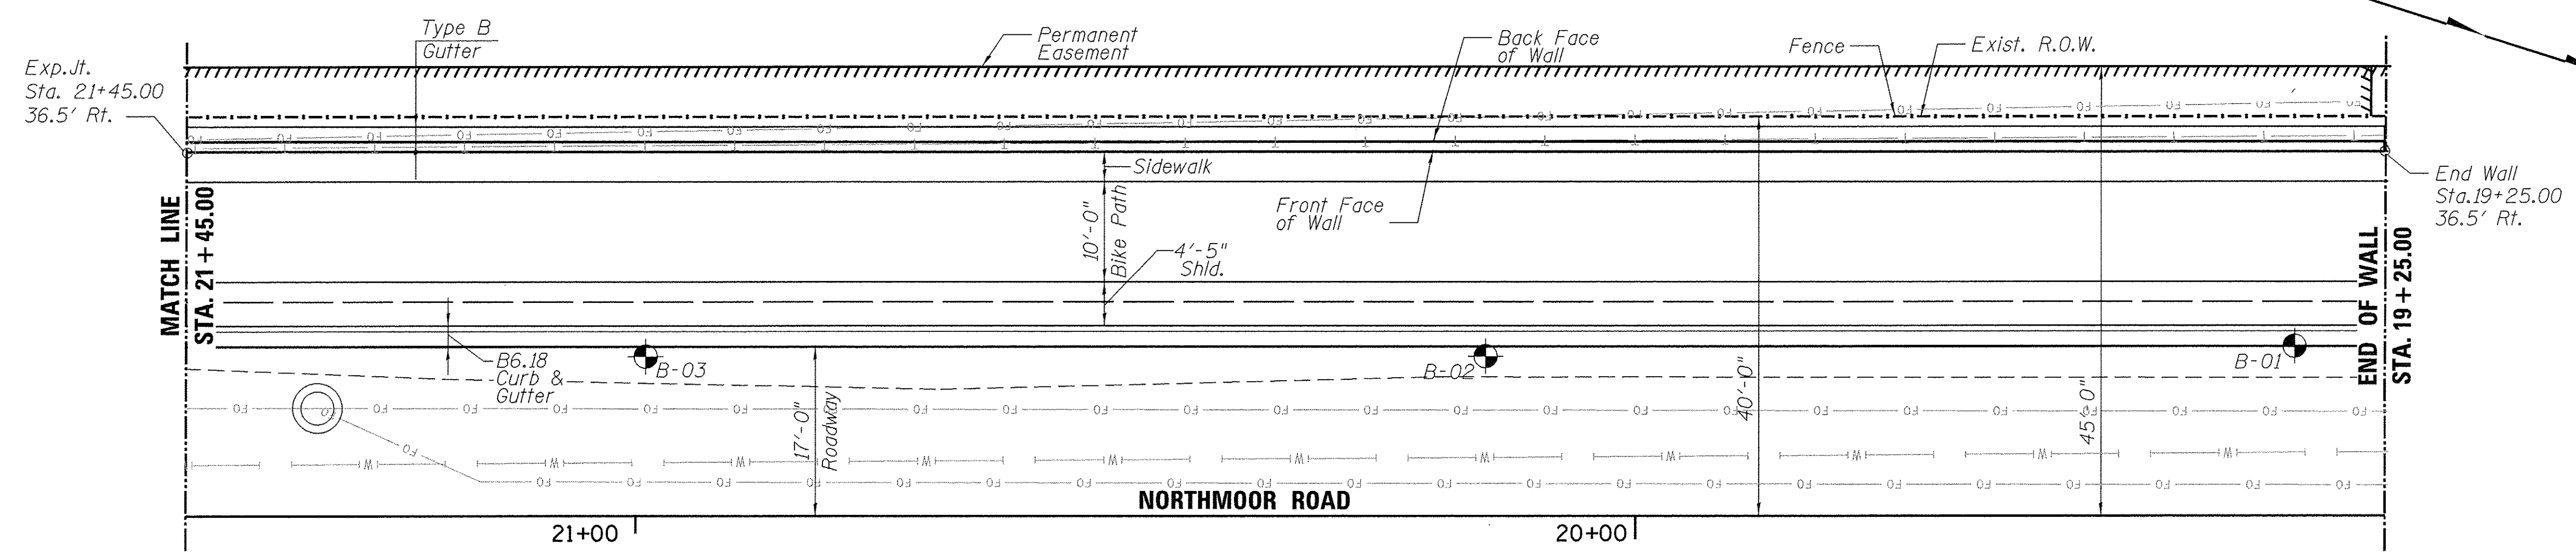 Type B
Gutter
Permanent
Easement
Back Face
of Wall
Fence
Exist. R.O.W.
Exp.Jt.
Sta. 21+45.00
36.5' Rt.
Sidewalk
End Wall
Sta.19+25.00
36.5' Rt.
Front Face
of Wall
10'-0"
Bike Path
4'-5"
Shld.
MATCH LINE
STA. 21 + 45.00
END OF WALL
STA. 19 + 25.00
B6.18
Curb &
Gutter
B-03
B-02
B-01
17'-0"
Roadway
40'-0"
45'-0"
NORTHMOOR ROAD
21+00
20+00